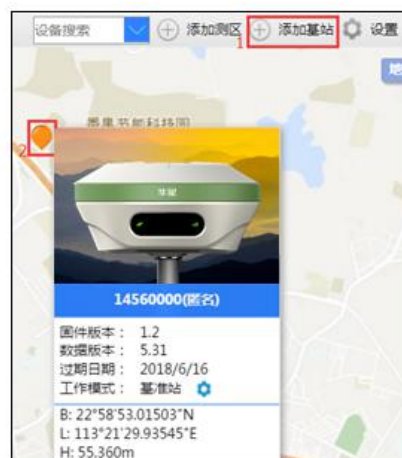 设备搜索 添加测区 添加基站 设置
1
地
番禺节能科技园
2
华星
14560000(匿名)
固件版本： 1.2
数据版本： 5.31
过期日期： 2018/6/16
工作模式： 基准站
B: 22°58'53.01503"N
L: 113°21'29.93545"E
H: 55.360m